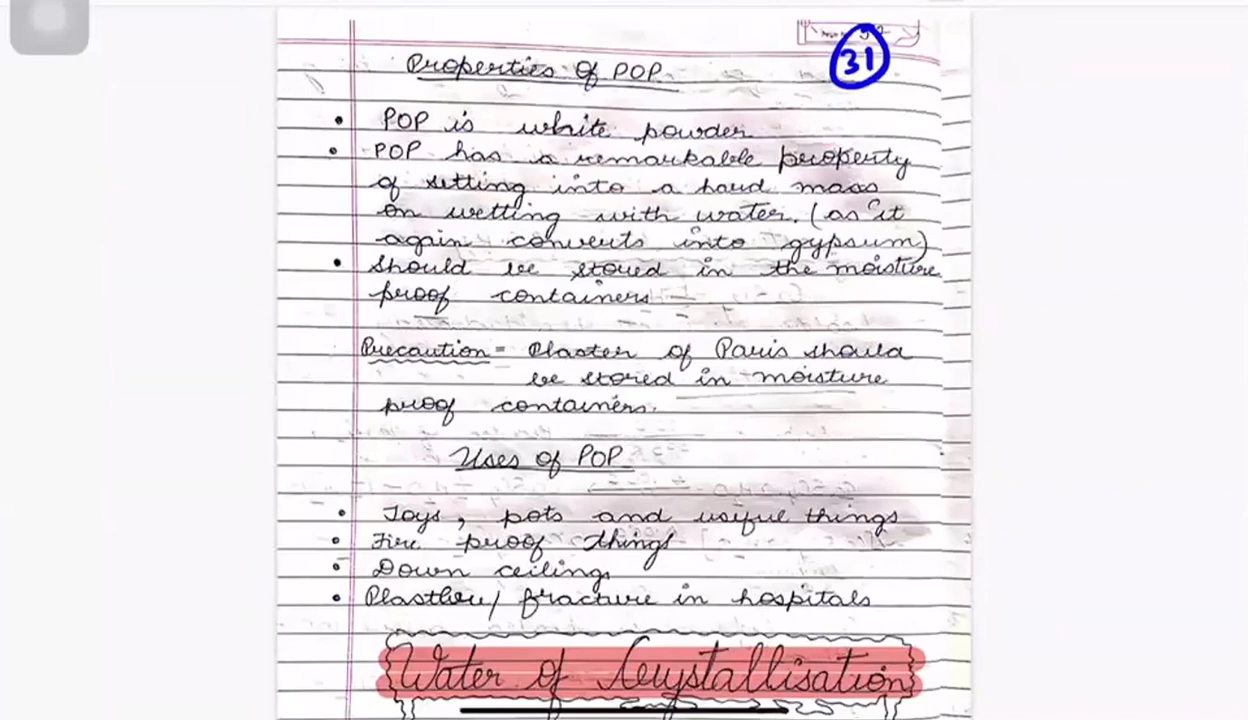 31
Properties of POP
• POP is white powder
• POP has a remarkable property
of setting into a hard mass
on wetting with water. (as it
again converts into gypsum)
• Should be stored in the moisture
proof containers
Precaution = Plaster of Paris should
be stored in moisture
proof containers.
Uses of POP
• Toys, pots and useful things
• Fire proof things
• Down ceiling
• Plasther/ fracture in hospitals
Water of Crystallisation